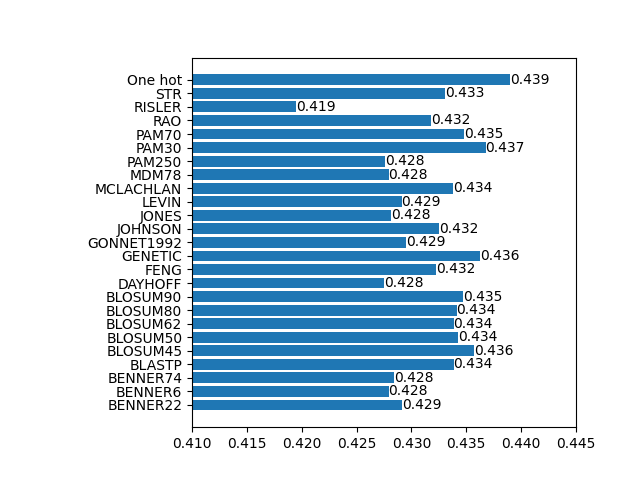 One hot 0.439
STR 0.433
RISLER 0.419
RAO 0.432
PAM70 0.435
PAM30 0.437
PAM250 0.428
MDM78 0.428
MCLACHLAN 0.434
LEVIN 0.429
JONES 0.428
JOHNSON 0.432
GONNET1992 0.429
GENETIC 0.436
FENG 0.432
DAYHOFF 0.428
BLOSUM90 0.435
BLOSUM80 0.434
BLOSUM62 0.434
BLOSUM50 0.434
BLOSUM45 0.436
BLASTP 0.434
BENNER74 0.428
BENNER6 0.428
BENNER22 0.429
0.410 0.415 0.420 0.425 0.430 0.435 0.440 0.445